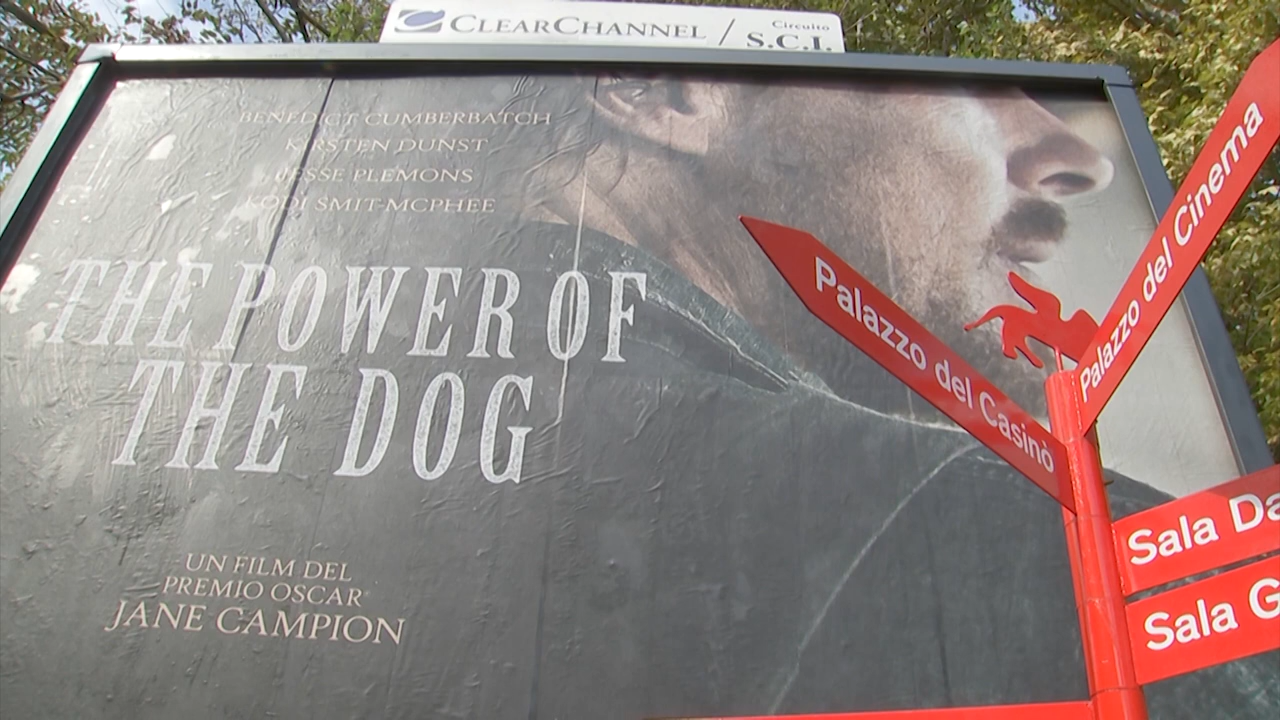 CLEARCHANNEL / Circuito S.C.I.
BENEDICT CUMBERBATCH
KIRSTEN DUNST
JESSE PLEMONS
KODI SMIT-MCPHEE
THE POWER OF
THE DOG
UN FILM DEL
PREMIO OSCAR
JANE CAMPION
Palazzo del Casinò
Palazzo del Cinema
Sala Da
Sala G